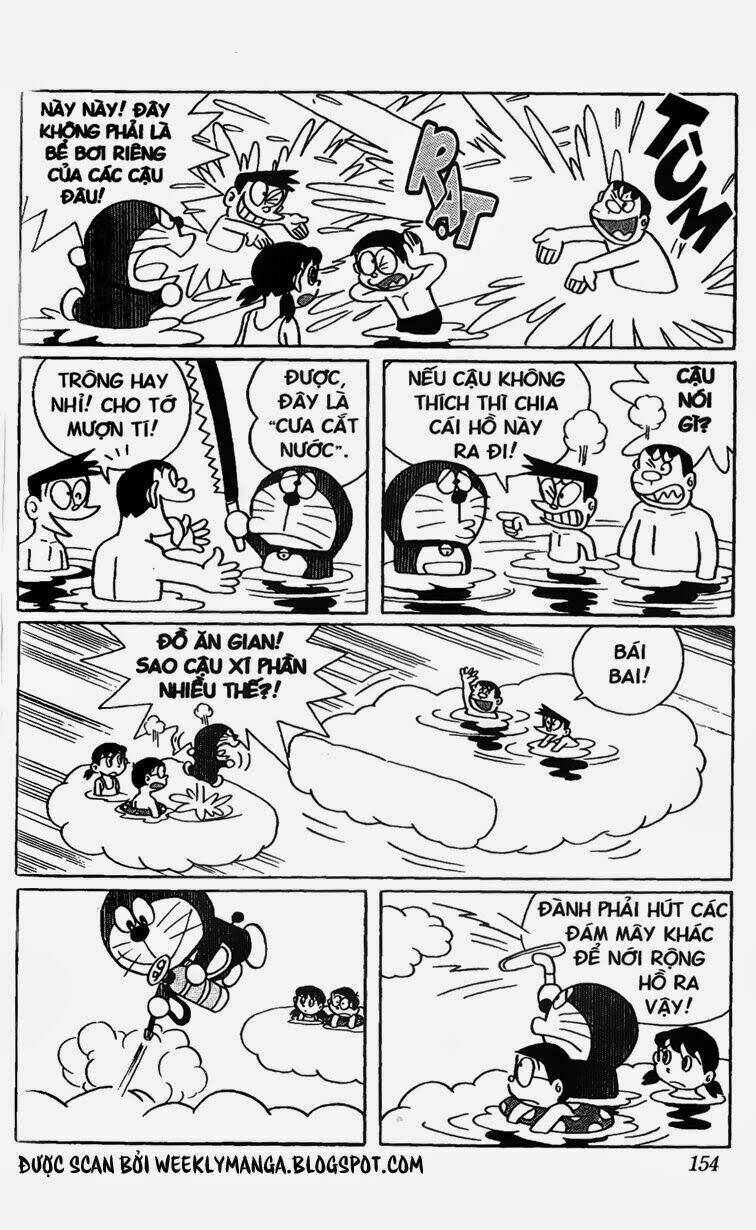 TÙM
RẠT
NÀY NÀY! ĐÂY
KHÔNG PHẢI LÀ
BỂ BƠI RIÊNG
CỦA CÁC CẬU
ĐÂU!
CẬU
NÓI
GÌ?
NẾU CẬU KHÔNG
THÍCH THÌ CHIA
CÁI HỒ NÀY
RA ĐI!
ĐƯỢC,
ĐÂY LÀ
"CƯA CẮT
NƯỚC".
TRÔNG HAY
NHỈ! CHO TỚ
MƯỢN TÍ!
BÁI
BAI!
ĐỒ ĂN GIAN!
SAO CẬU XÍ PHẦN
NHIỀU THẾ?!
ĐÀNH PHẢI HÚT CÁC
ĐÁM MÂY KHÁC
ĐỂ NỚI RỘNG
HỒ RA
VẬY!
ĐƯỢC SCAN BỞI WEEKLYMANGA.BLOGSPOT.COM
154